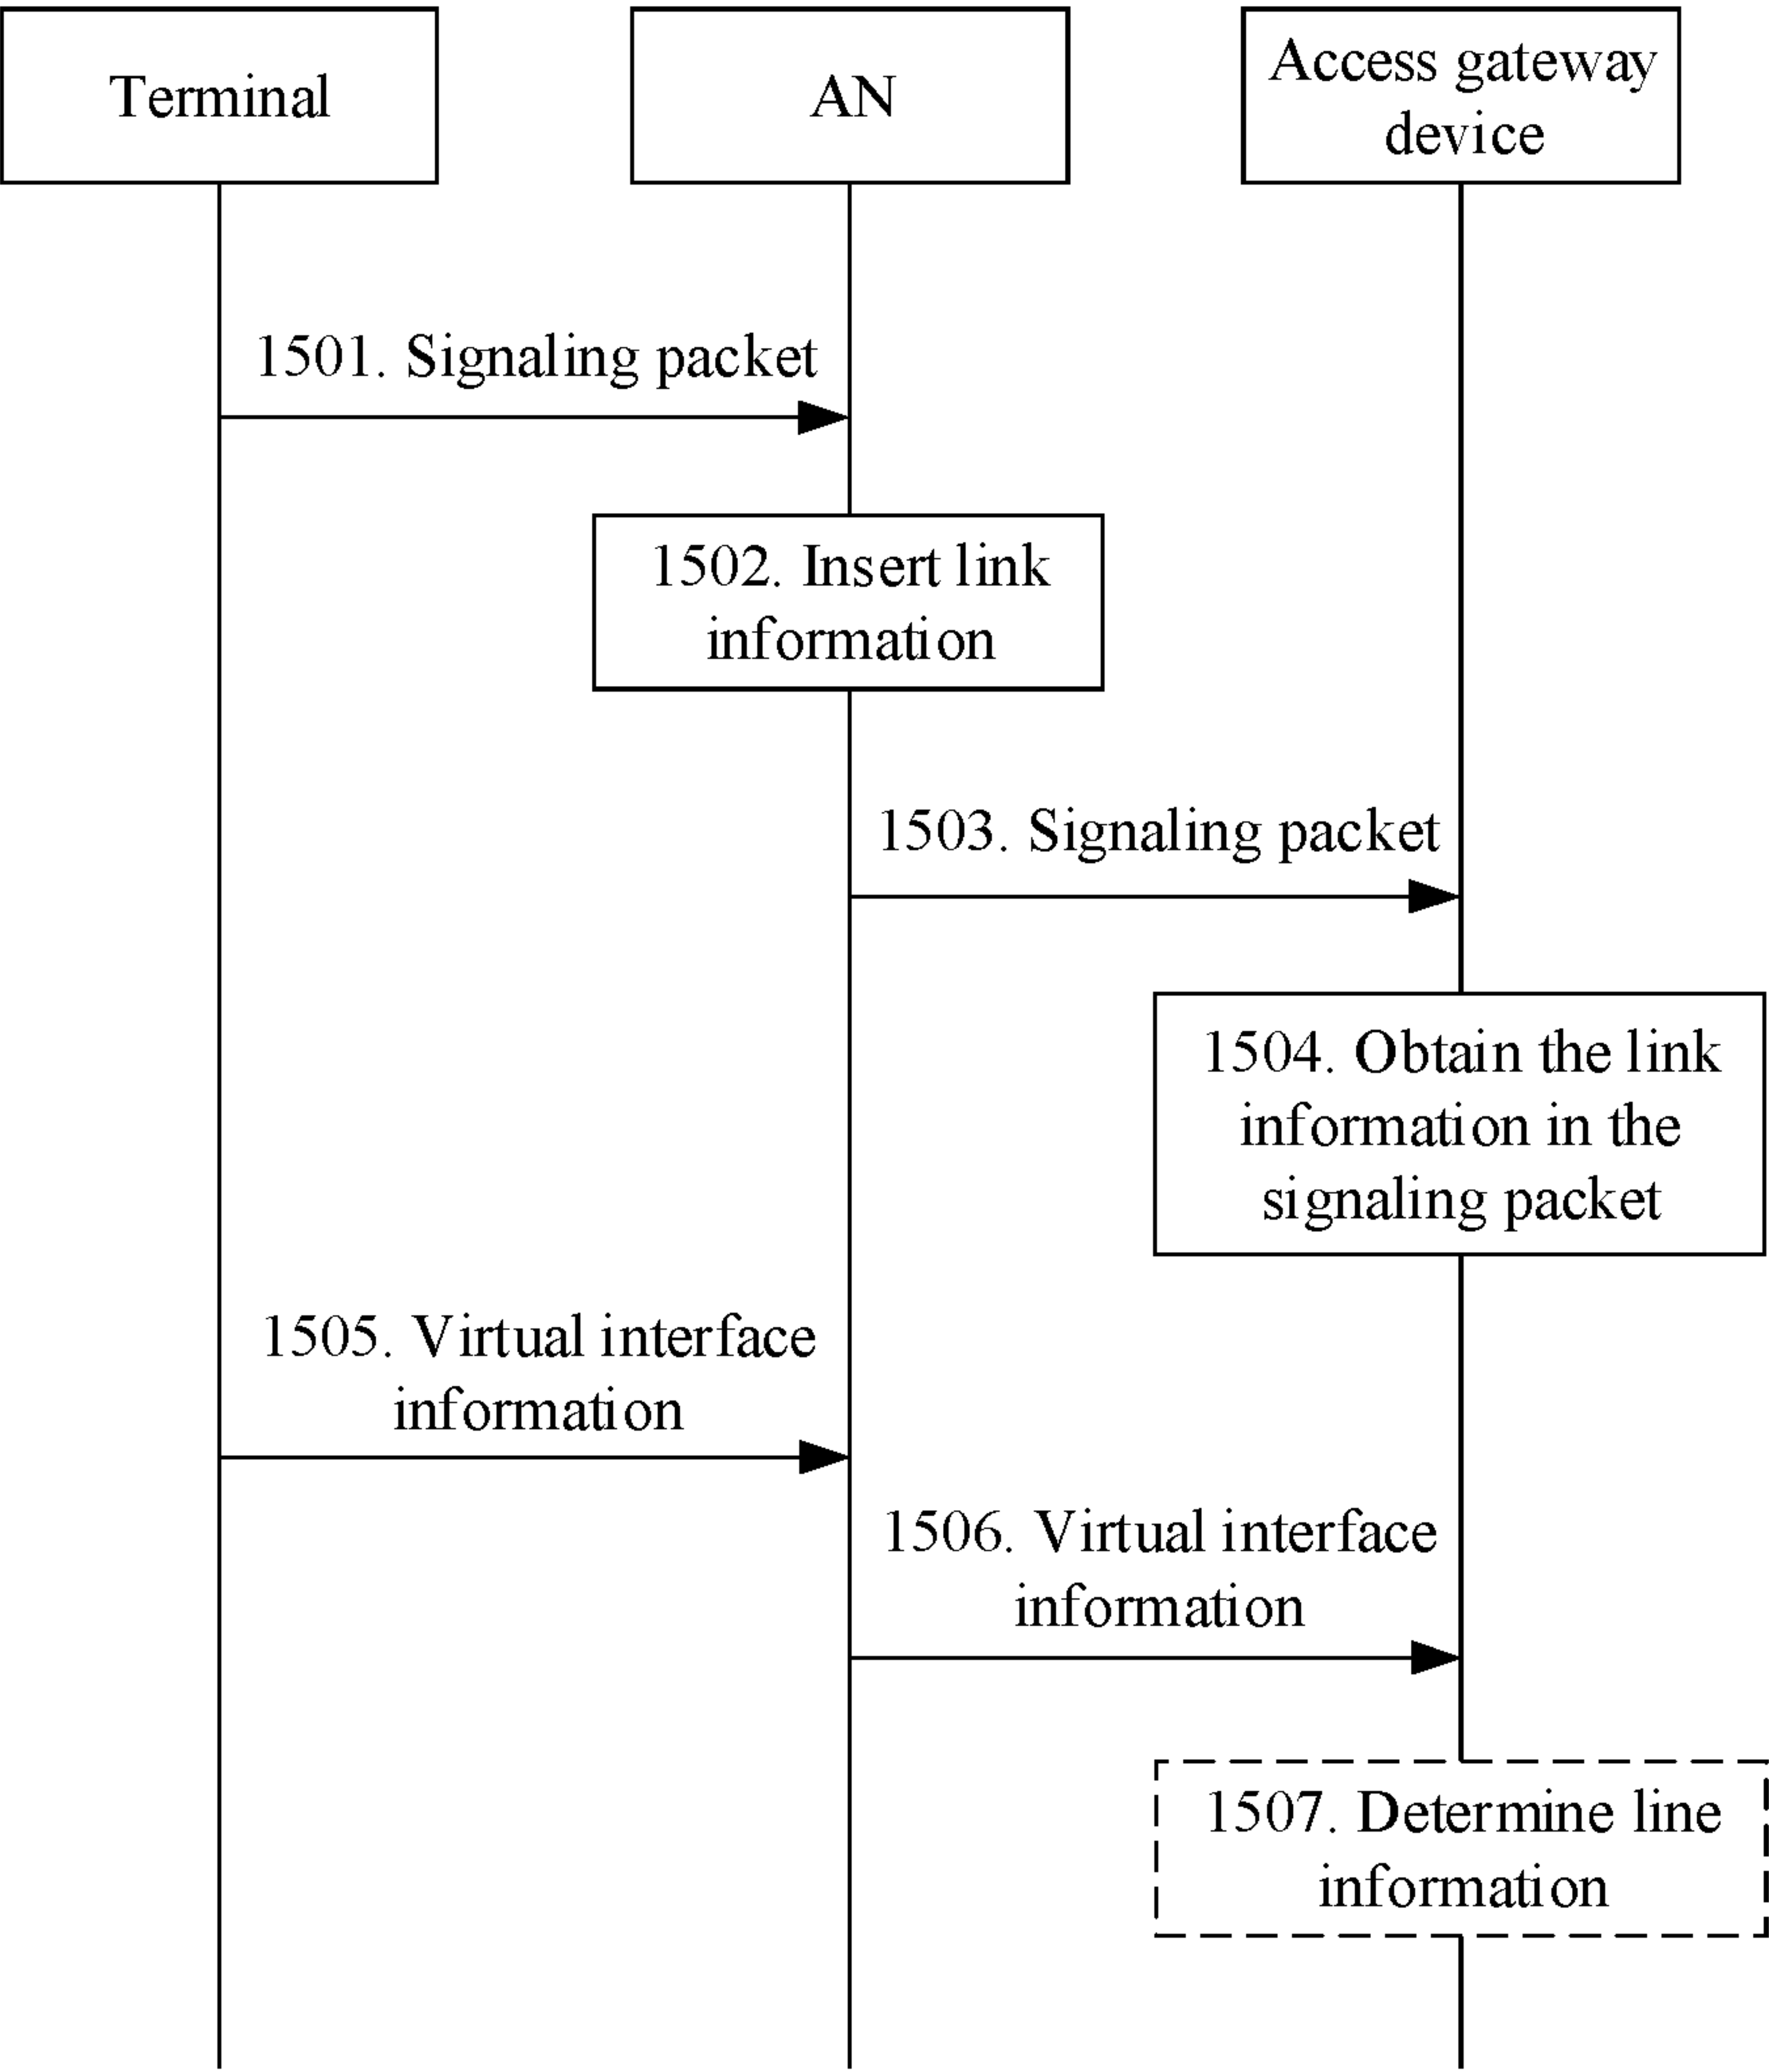 Terminal
AN
Access gateway
device
1501. Signaling packet
1502. Insert link
information
1503. Signaling packet
1504. Obtain the link
information in the
signaling packet
1505. Virtual interface
information
1506. Virtual interface
information
1507. Determine line
information